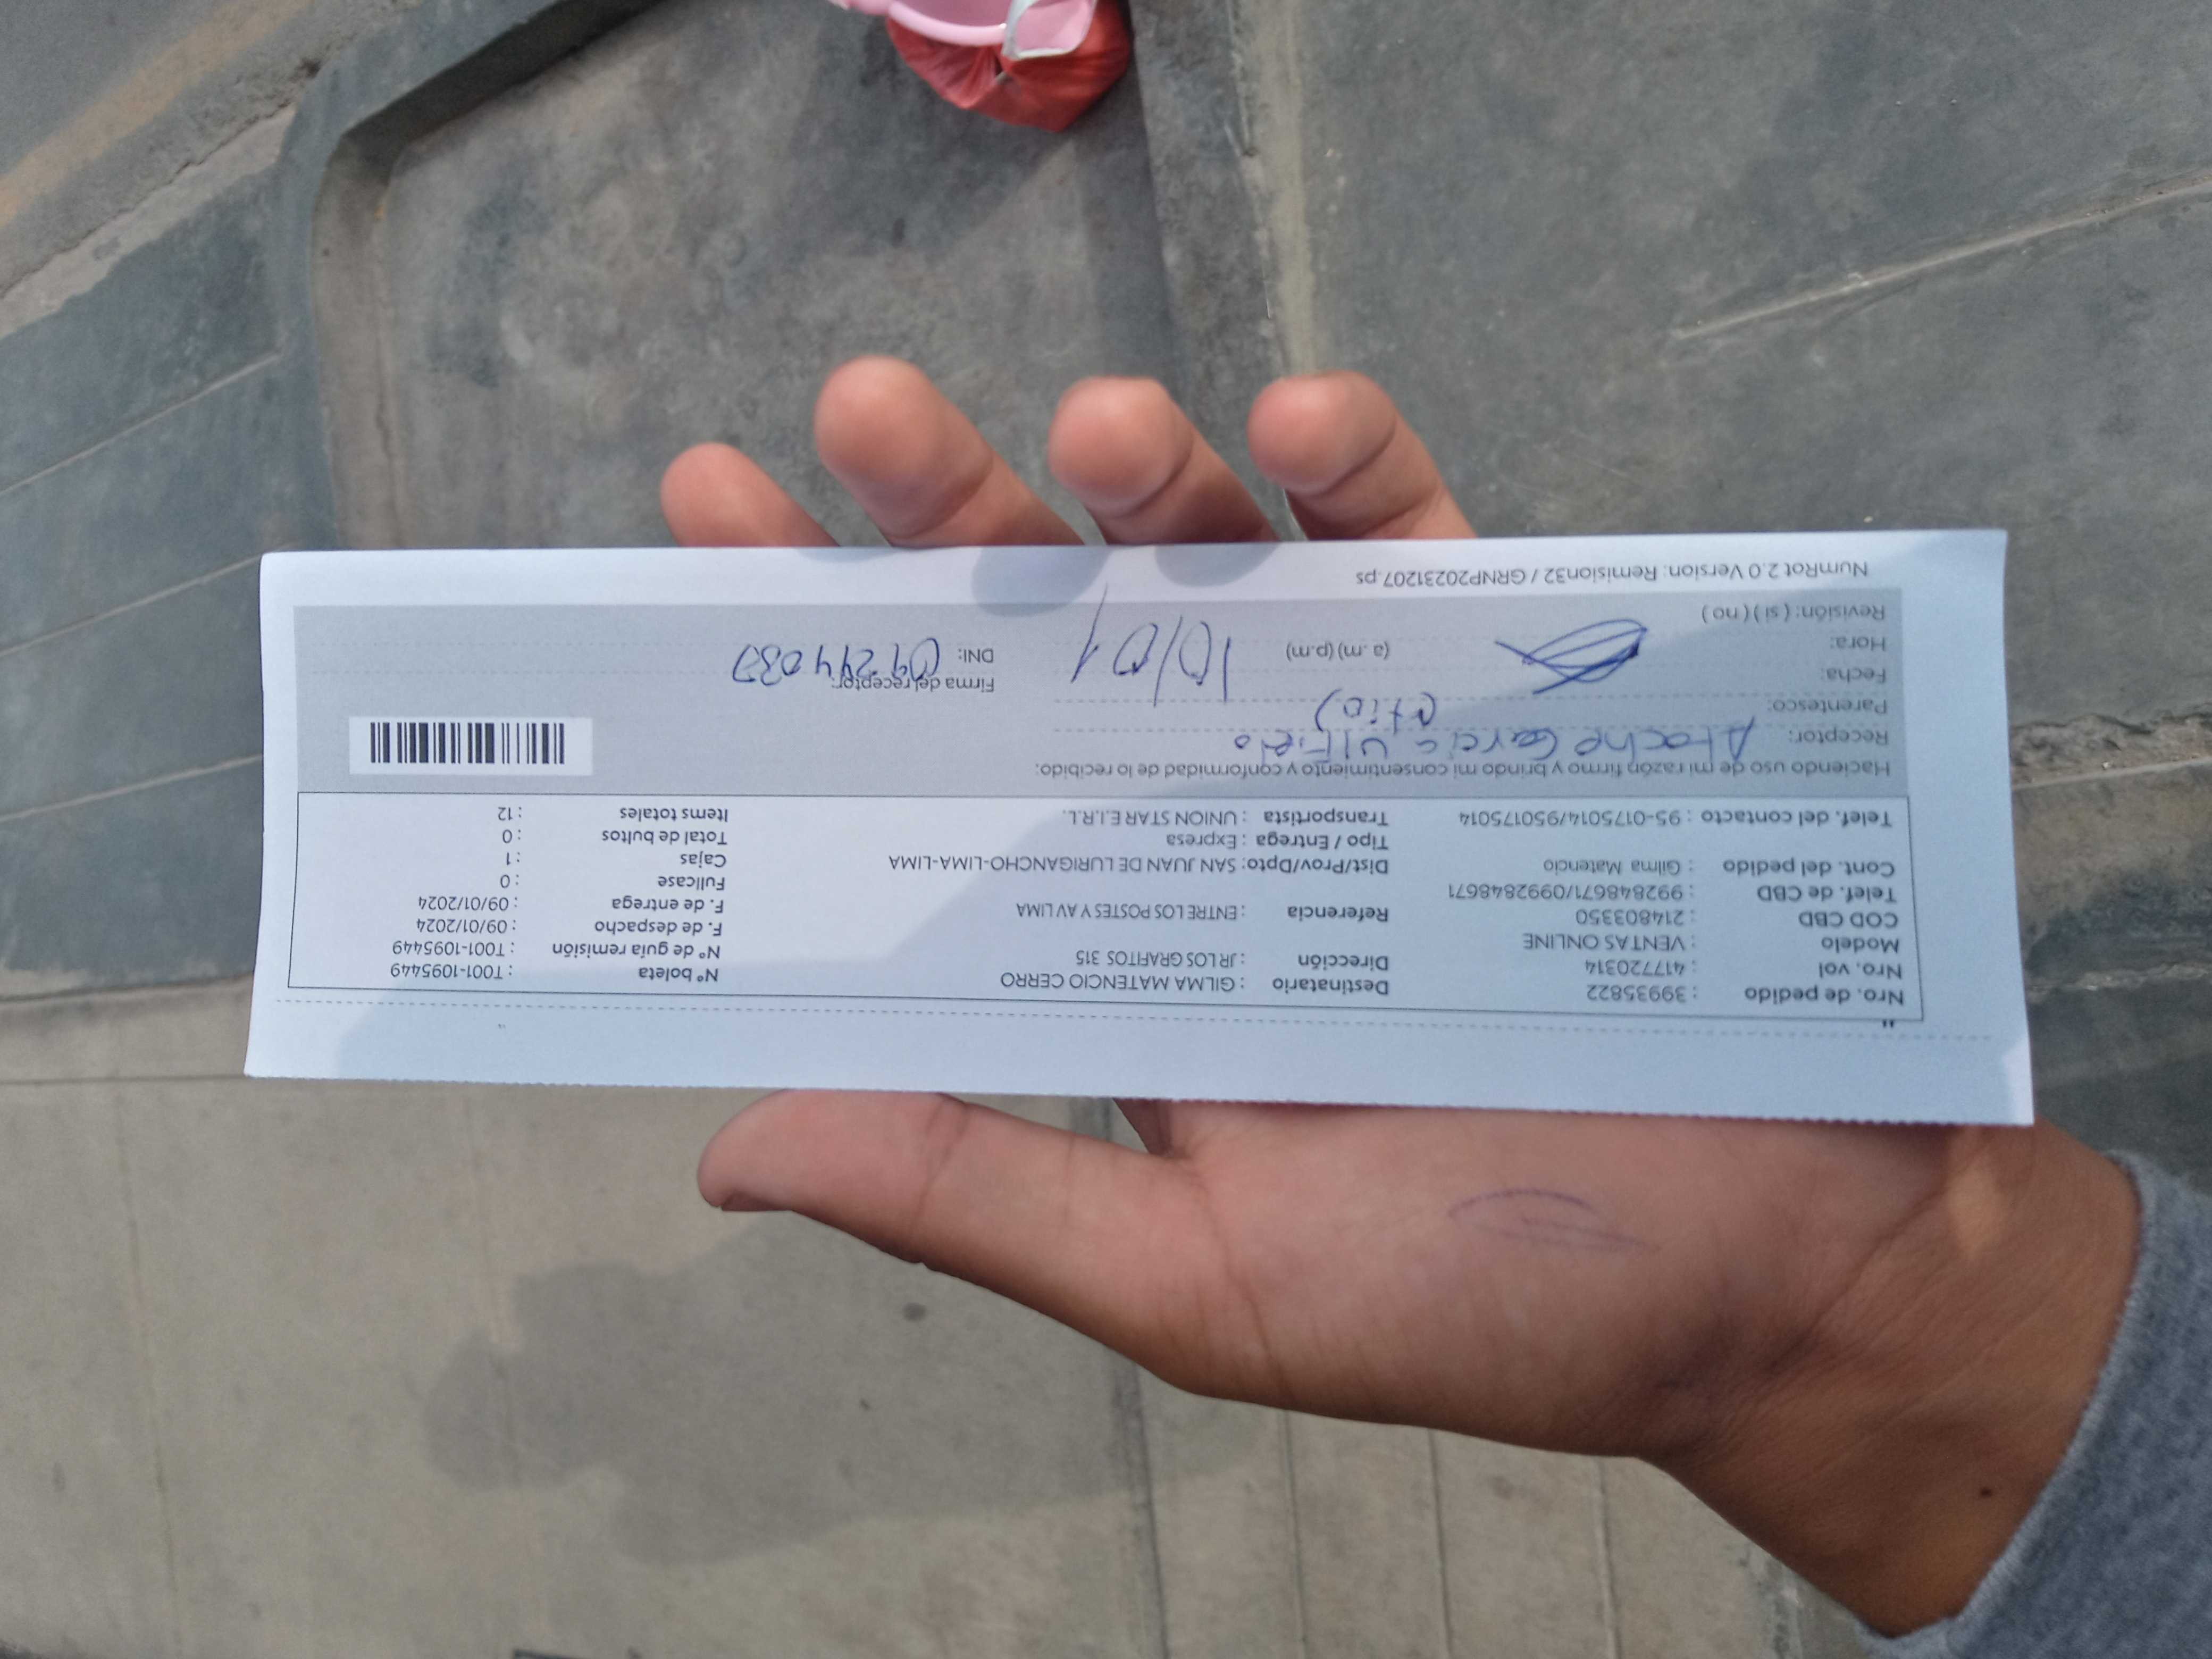 Nro. de pedido : 39935822
Nro. vol : 417720314
Modelo : VENTAS ONLINE
COD CBD : 214803350
Telef. de CBD : 992848671/0992848671
Cont. del pedido : Gilma Matencio
Telef. del contacto : 95-0175014/950175014
Destinatario : GILMA MATENCIO CERRO
Dirección : JR LOS GRAFITOS 315
Referencia : ENTRE LOS POSTES Y AV LIMA
Dist/Prov/Dpto: SAN JUAN DE LURIGANCHO-LIMA-LIMA
Tipo / Entrega : Expresa
Transportista : UNION STAR E.I.R.L.
N° boleta : T001-1095449
N° de guía remisión : T001-1095449
F. de despacho : 09/01/2024
F. de entrega : 09/01/2024
Fullcase : 0
Cajas : 1
Total de bultos : 0
Items totales : 12
Haciendo uso de mi razón firmo y brindo mi consentimiento y conformidad de lo recibido:
Receptor: Atoche Garcia
Parentesco: (tio)
Fecha: 10/01
Hora: (a .m) (p.m)
Revisión: ( si ) ( no )
Firma del receptor:
DNI: 09244037
NumRot 2.0 Version: Remision32 / GRNP20231207.ps